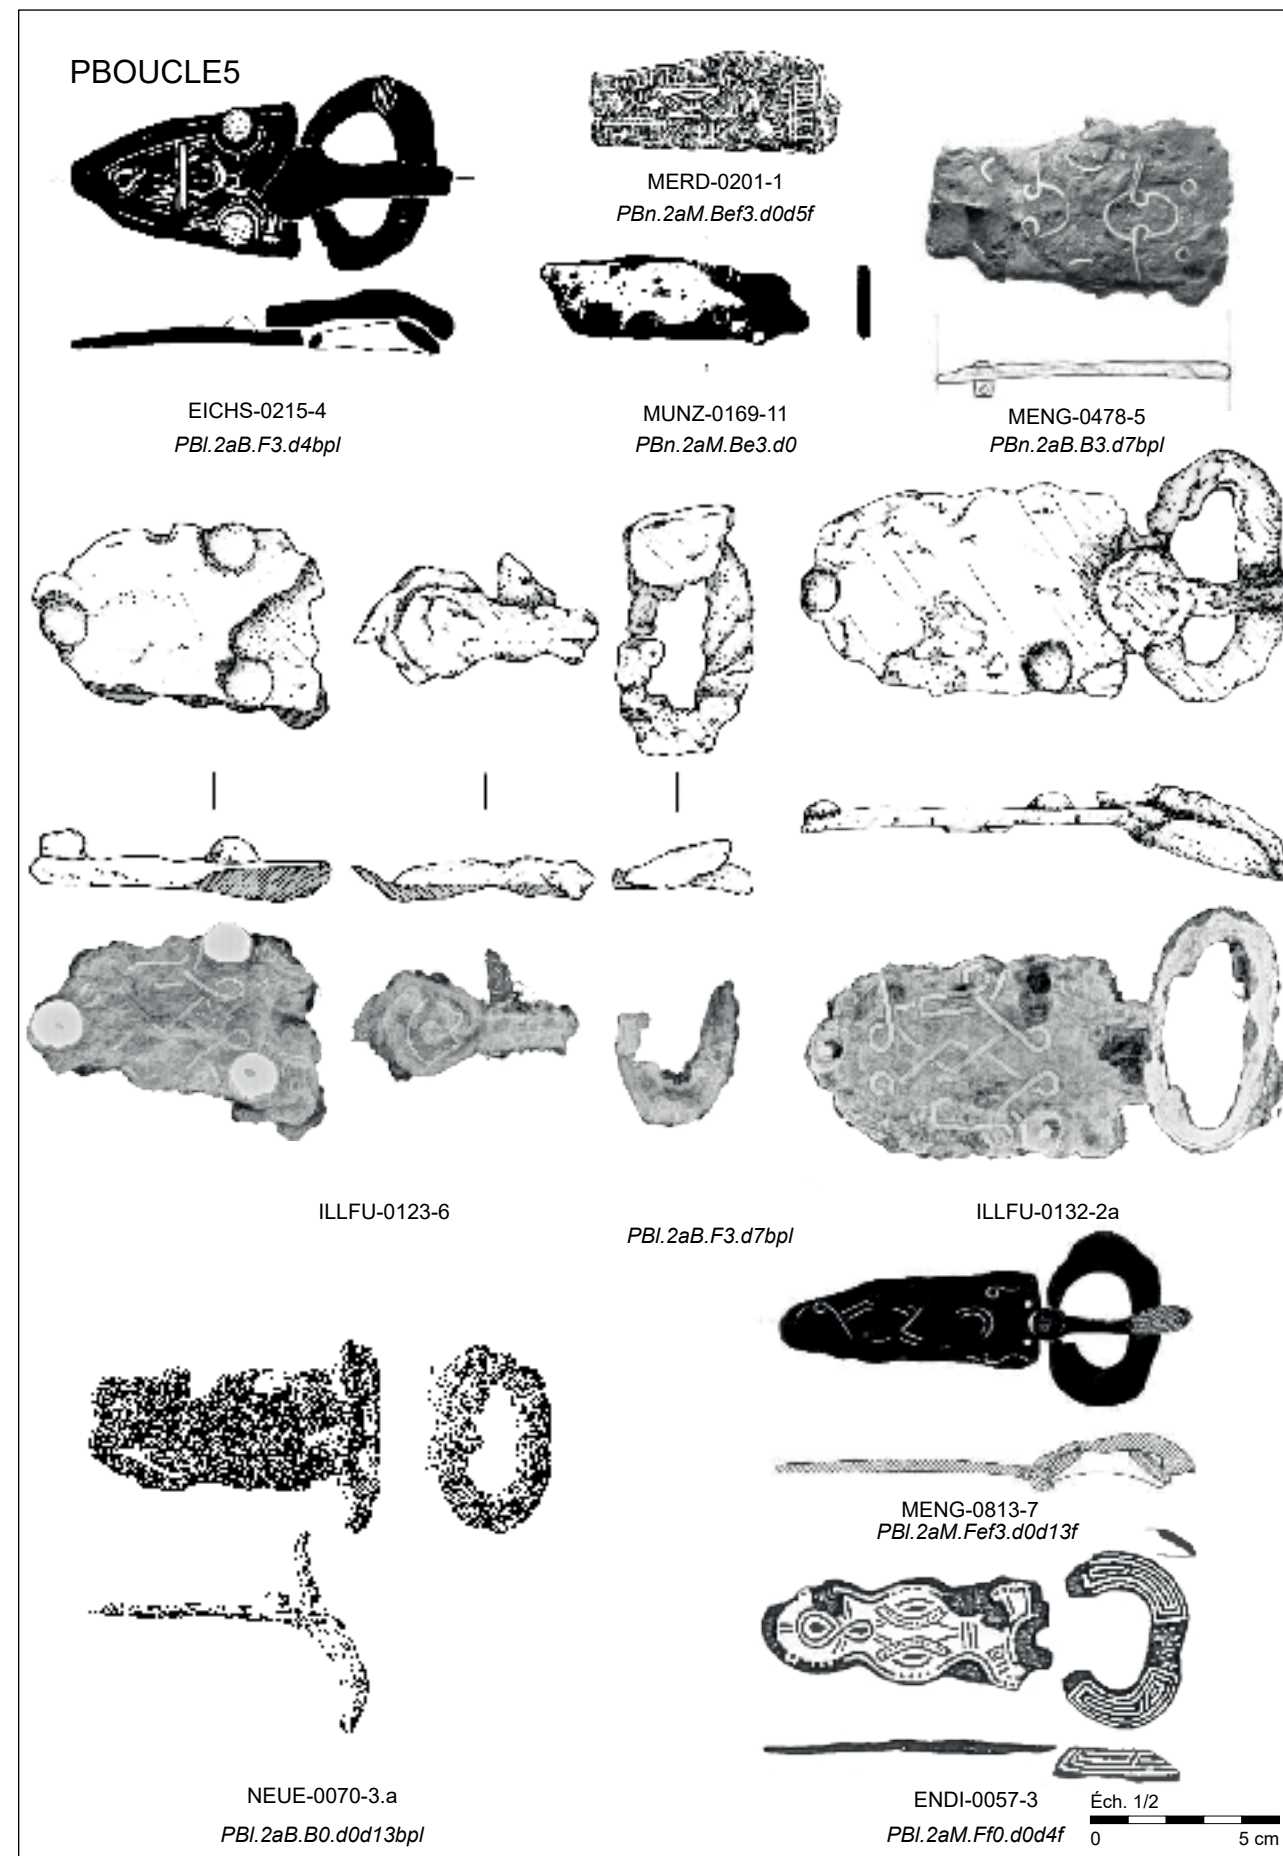 PBOUCLE5
MERD-0201-1
PBn.2aM.Bef3.d0d5f
EICHS-0215-4
PBl.2aB.F3.d4bpl
MUNZ-0169-11
PBn.2aM.Be3.d0
MENG-0478-5
PBn.2aB.B3.d7bpl
ILLFU-0123-6
ILLFU-0132-2a
PBl.2aB.F3.d7bpl
MENG-0813-7
PBl.2aM.Fef3.d0d13f
NEUE-0070-3.a
PBl.2aB.B0.d0d13bpl
ENDI-0057-3
PBl.2aM.Ff0.d0d4f
Éch. 1/2
0 5 cm